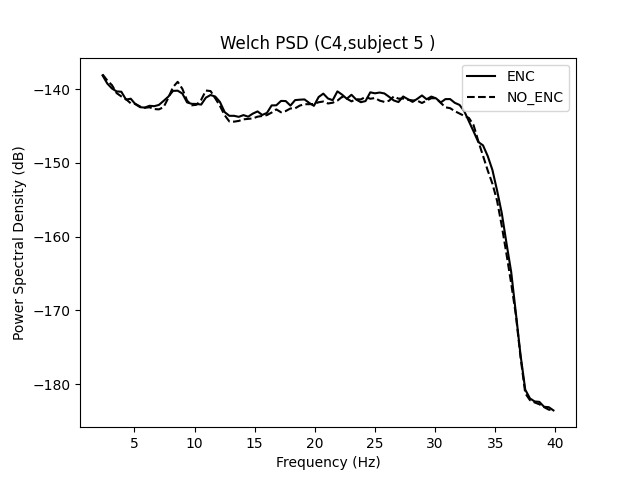 Welch PSD (C4,subject 5 )
ENC
NO_ENC
Power Spectral Density (dB)
−140
−150
−160
−170
−180
5 10 15 20 25 30 35 40
Frequency (Hz)